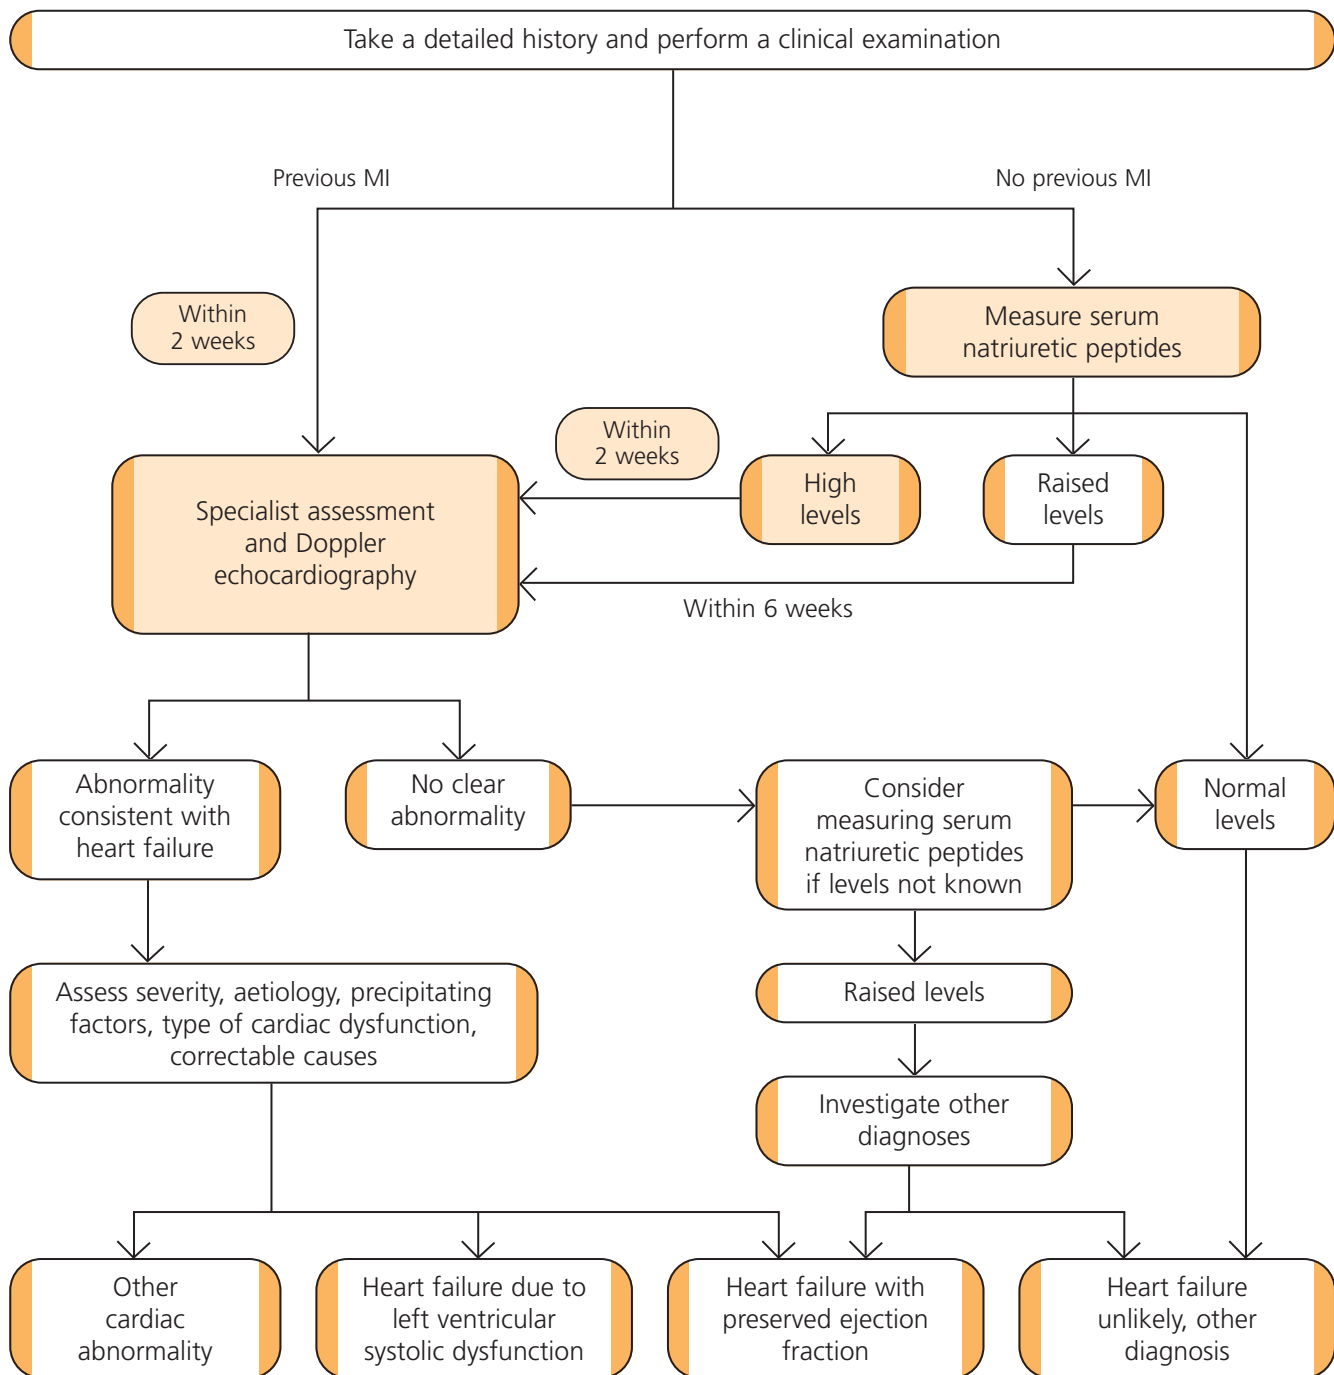 Take a detailed history and perform a clinical examination
Previous MI
No previous MI
Within
2 weeks
Measure serum
natriuretic peptides
Within
2 weeks
High
levels
Raised
levels
Specialist assessment
and Doppler
echocardiography
Within 6 weeks
Abnormality
consistent with
heart failure
No clear
abnormality
Consider
measuring serum
natriuretic peptides
if levels not known
Normal
levels
Assess severity, aetiology, precipitating
factors, type of cardiac dysfunction,
correctable causes
Raised levels
Investigate other
diagnoses
Other
cardiac
abnormality
Heart failure due to
left ventricular
systolic dysfunction
Heart failure with
preserved ejection
fraction
Heart failure
unlikely, other
diagnosis